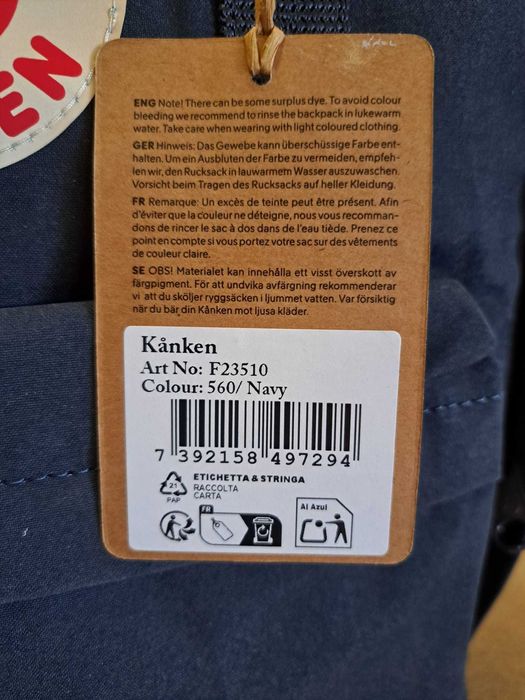 EN
ENG Note! There can be some surplus dye. To avoid colour
bleeding we recommend to rinse the backpack in lukewarm
water. Take care when wearing with light coloured clothing.
GER Hinweis: Das Gewebe kann überschüssige Farbe ent-
halten. Um ein Ausbluten der Farbe zu vermeiden, empfeh-
len wir, den Rucksack in lauwarmem Wasser auszuwaschen.
Vorsicht beim Tragen des Rucksacks auf heller Kleidung.
FR Remarque: Un excès de teinte peut être présent. Afin
d'éviter que la couleur ne déteigne, nous vous recomman-
dons de rincer le sac à dos dans de l'eau tiède. Prenez ce
point en compte si vous portez votre sac sur des vêtements
de couleur claire.
SE OBS! Materialet kan innehålla ett visst överskott av
färgpigment. För att undvika avfärgning rekommenderar
vi att du sköljer ryggsäcken i ljummet vatten. Var försiktig
när du bär din Kånken mot ljusa kläder.
Kånken
Art No: F23510
Colour: 560/ Navy
7 392158 497294
21
PAP
ETICHETTA & STRINGA
RACCOLTA
CARTA
FR
Al Azul